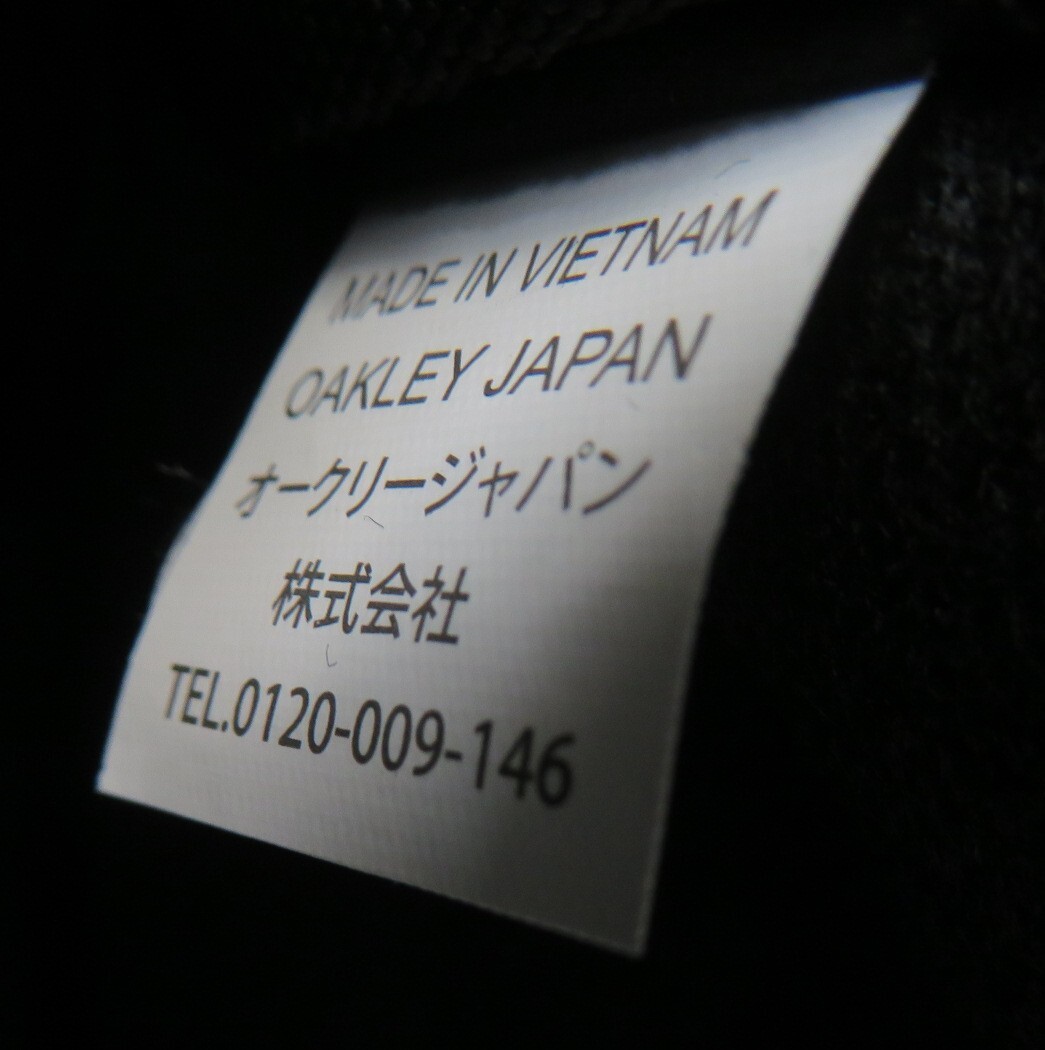 MADE IN VIETNAM
OAKLEY JAPAN
オークリージャパン
株式会社
TEL.0120-009-146